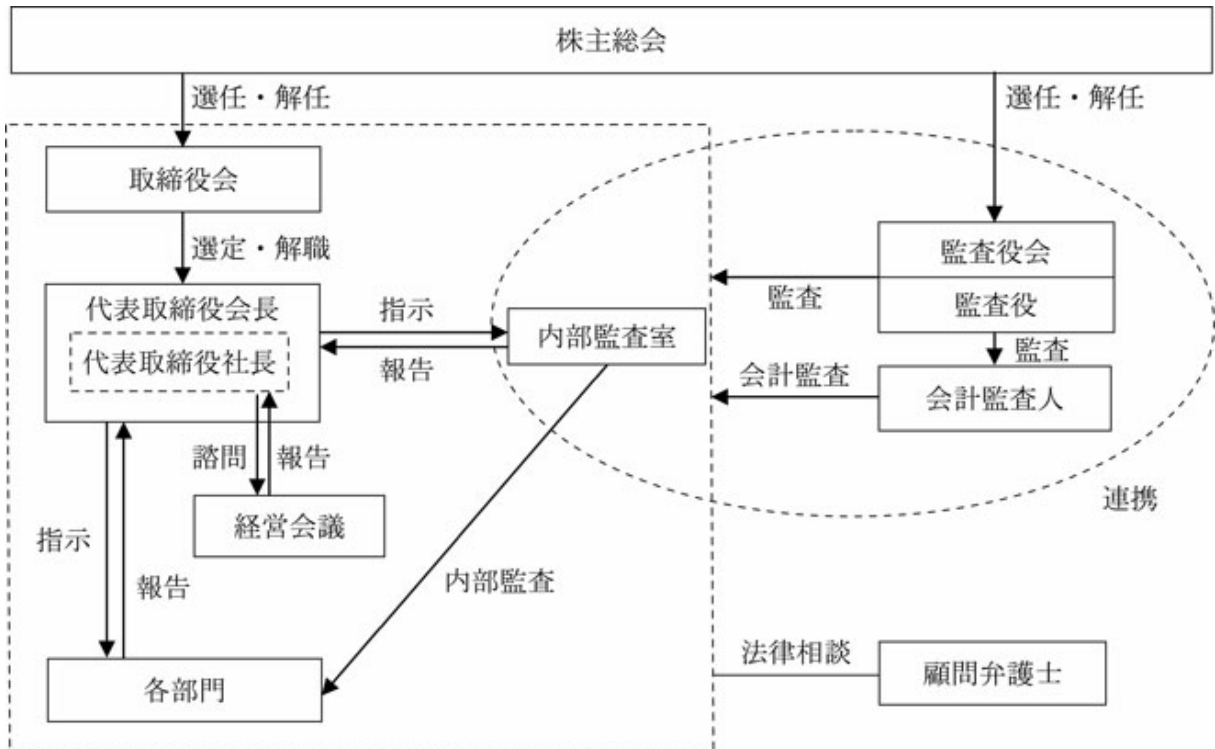 株主総会
選任・解任
選任・解任
取締役会
選定・解職
監査役会
監査役
監査
監査
代表取締役会長
代表取締役社長
指示
報告
内部監査室
会計監査
会計監査人
諮問
報告
経営会議
連携
指示
報告
内部監査
各部門
法律相談
顧問弁護士